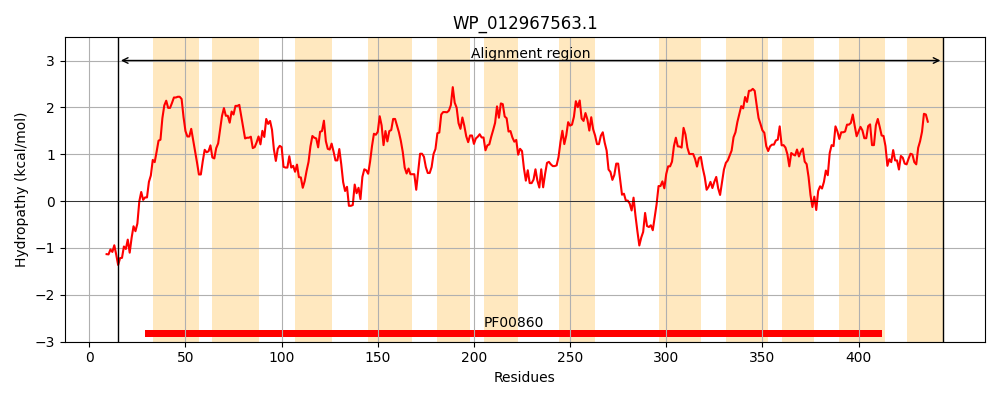 WP_012967563.1
Alignment region
PF00860
Hydropathy (kcal/mol)
3
2
1
0
−1
−2
−3
0 50 100 150 200 250 300 350 400
Residues